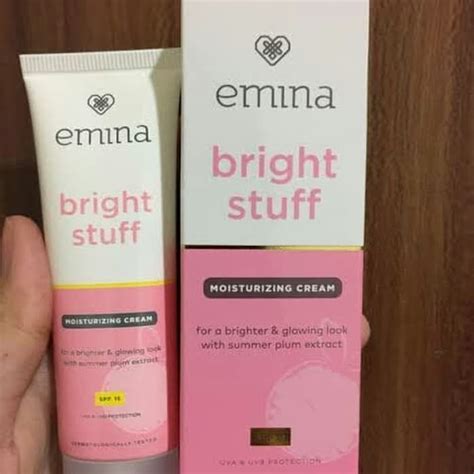 emina
bright
stuff
MOISTURIZING CREAM
for a brighter & glowing look
with summer plum extract
SPF 15
UVA & UVB PROTECTION
DERMATOLOGICALLY TESTED
emina
bright
stuff
MOISTURIZING CREAM
for a brighter & glowing look
with summer plum extract
UVA & UVB PROTECTION